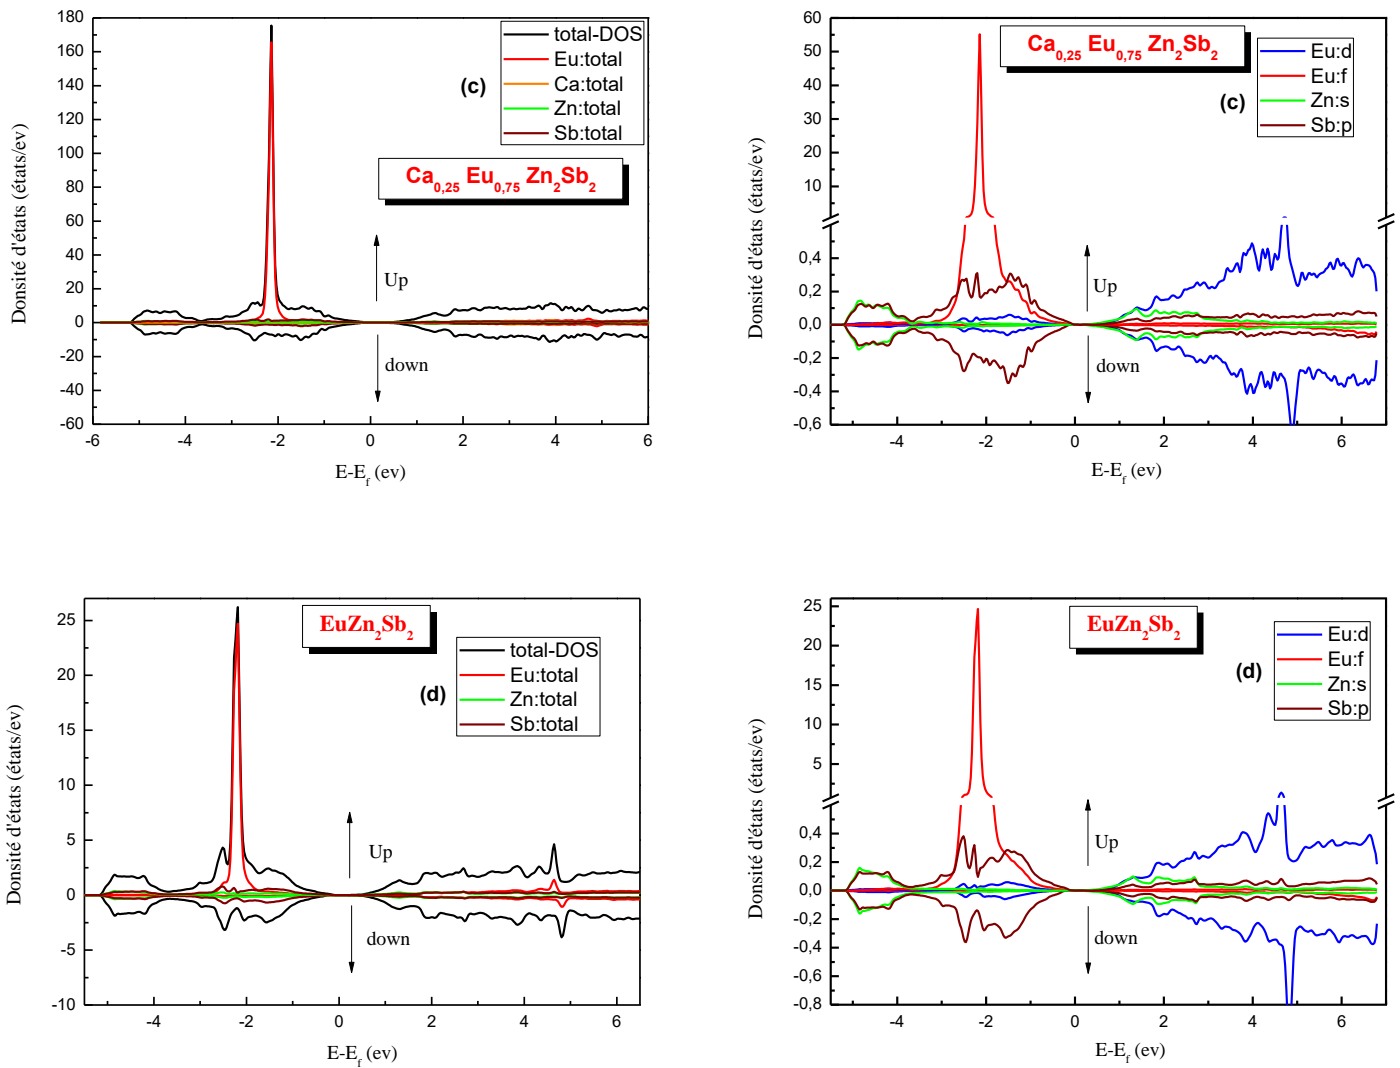 180
160
140
120
100
80
60
40
20
0
-20
-40
-60
-6 -4 -2 0 2 4 6
Donsité d'états (états/ev)
E-E_f (ev)
total-DOS
Eu:total
Ca:total
Zn:total
Sb:total
(c)
Ca0,25 Eu0,75 Zn2Sb2
Up
down
60
50
40
30
20
10
0,4
0,2
0,0
-0,2
-0,4
-0,6
-4 -2 0 2 4 6
Donsité d'états (états/ev)
E-Ef (ev)
Ca0,25 Eu0,75 Zn2Sb2
Eu:d
Eu:f
Zn:s
Sb:p
(c)
Up
down
25
20
15
10
5
0
-5
-10
-4 -2 0 2 4 6
Donsité d'états (états/ev)
E-Ef (ev)
EuZn2Sb2
total-DOS
Eu:total
Zn:total
Sb:total
(d)
Up
down
25
20
15
10
5
0,4
0,2
0,0
-0,2
-0,4
-0,6
-0,8
-4 -2 0 2 4 6
Donsité d'états (états/ev)
E-Ef (ev)
EuZn2Sb2
Eu:d
Eu:f
Zn:s
Sb:p
(d)
Up
down